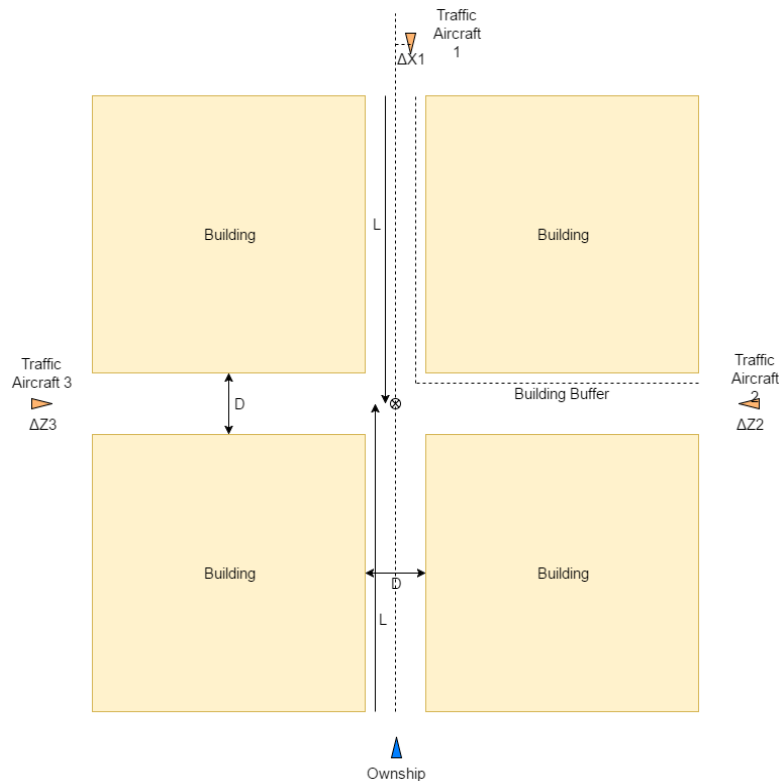 Traffic
Aircraft
1
ΔX1
Building
L
Building
Traffic
Aircraft 3
ΔZ3
D
Building Buffer
Traffic
Aircraft
2
ΔZ2
Building
D
Building
L
Ownship